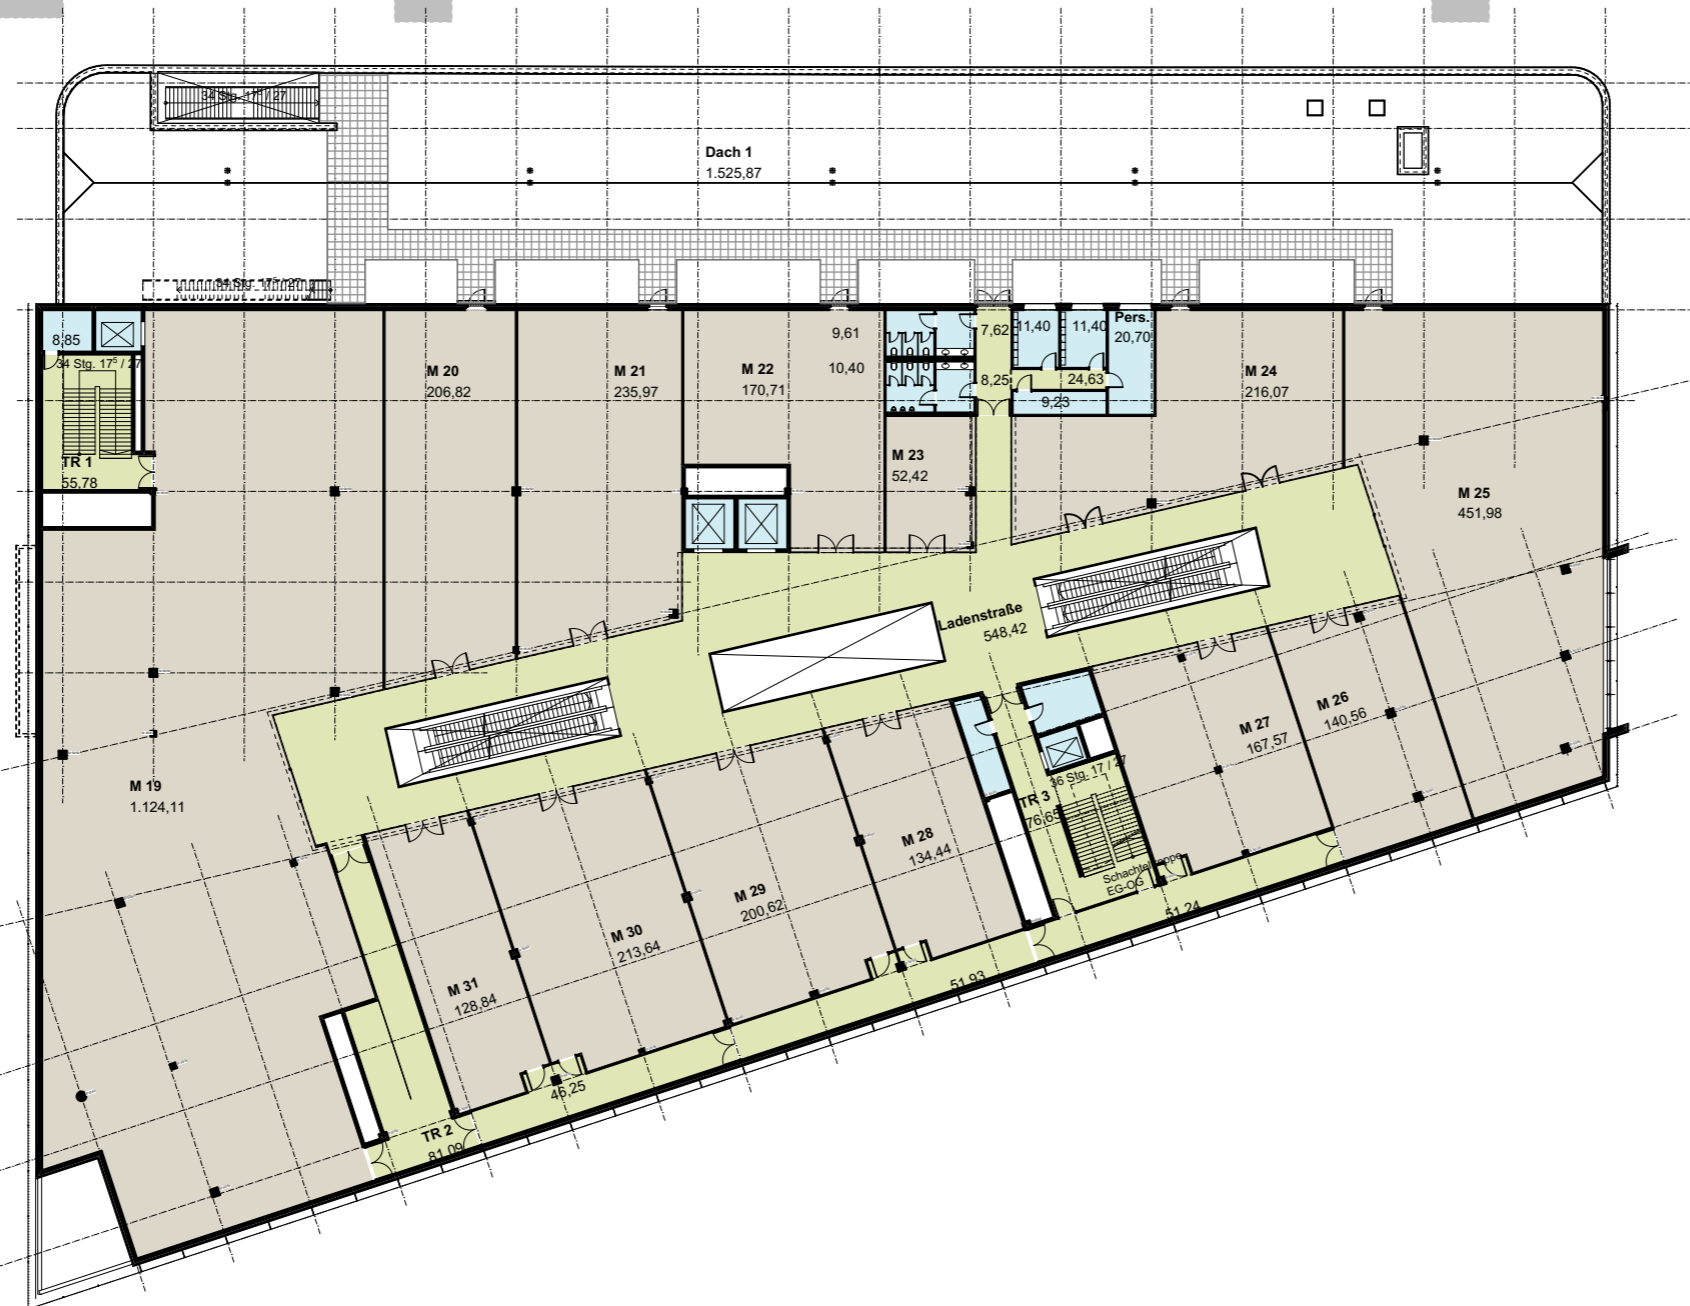 34 Stg. 17⁵ / 27
Dach 1
1.525,87
34 Stg. 17⁵ / 27
8,85
34 Stg. 17⁵ / 27
TR 1
55,78
M 20
206,82
M 21
235,97
M 22
170,71
9,61
10,40
M 23
52,42
7,62
8,25
11,40
11,40
Pers.
20,70
24,63
9,23
M 24
216,07
M 25
451,98
Ladenstraße
548,42
M 19
1.124,11
M 26
140,56
M 27
167,57
36 Stg. 17 / 27
TR 3
76,65
Schachteltreppe
EG-OG
51,24
M 28
134,44
M 29
200,62
51,93
M 30
213,64
M 31
128,84
46,25
TR 2
81,09